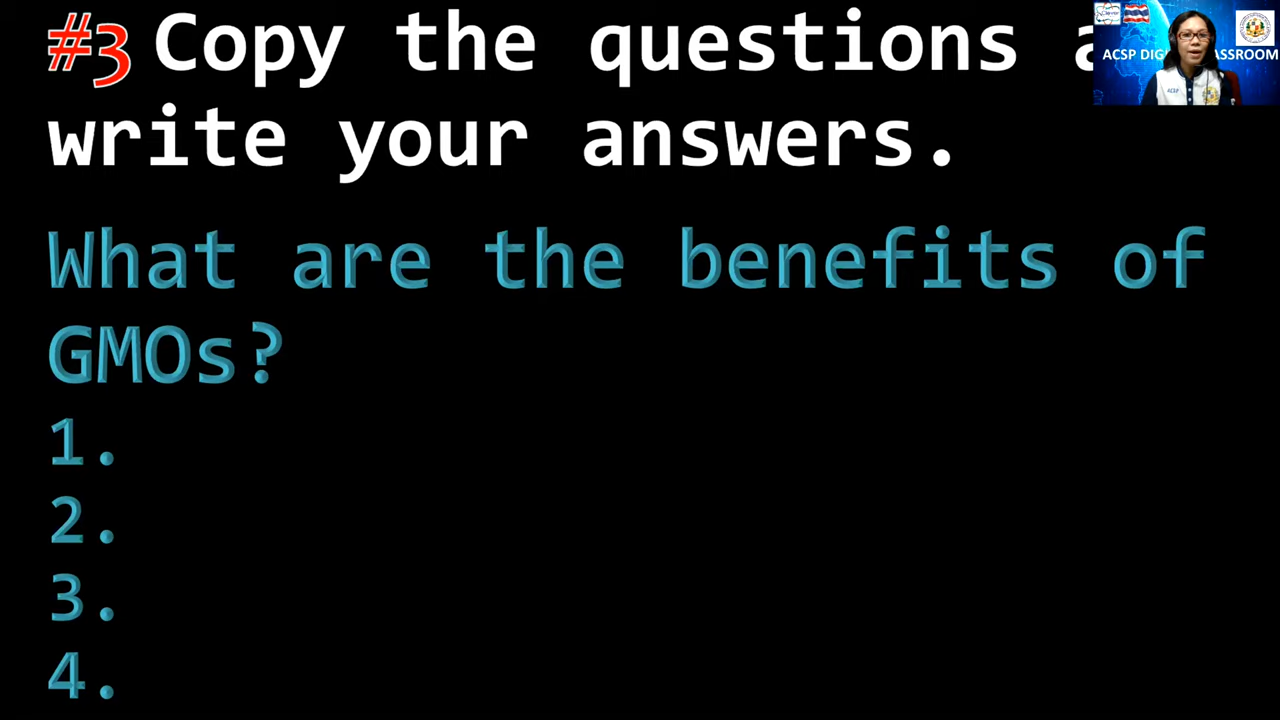 #3 Copy the questions a
write your answers.
What are the benefits of
GMOs?
1.
2.
3.
4.
ACSP DIG ASSROOM
ACSP